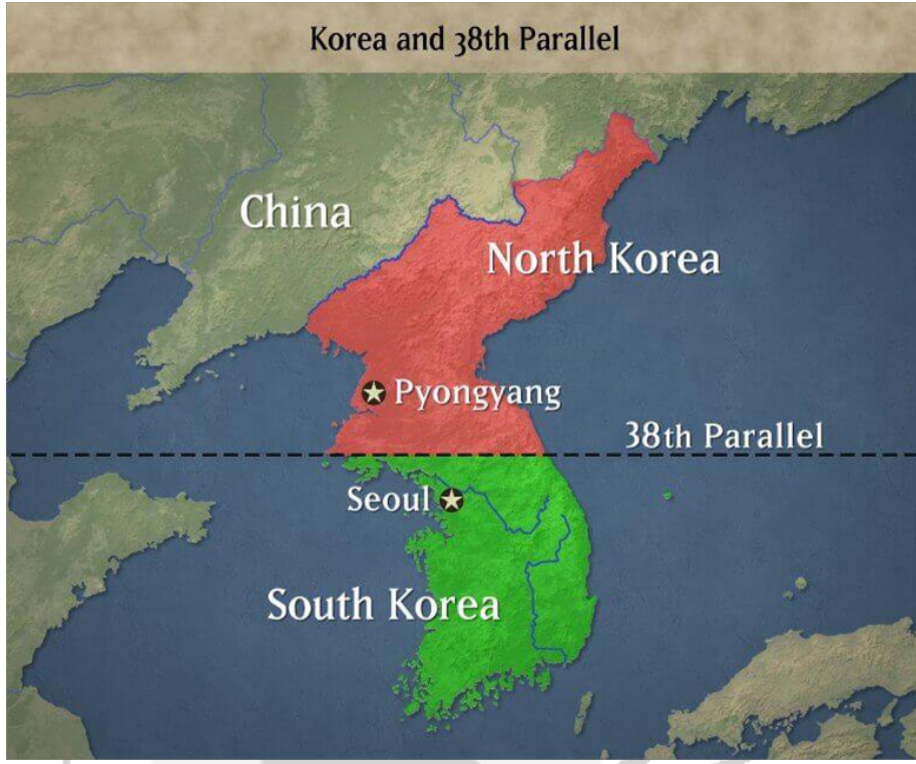 Korea and 38th Parallel
China
North Korea
Pyongyang
38th Parallel
Seoul
South Korea